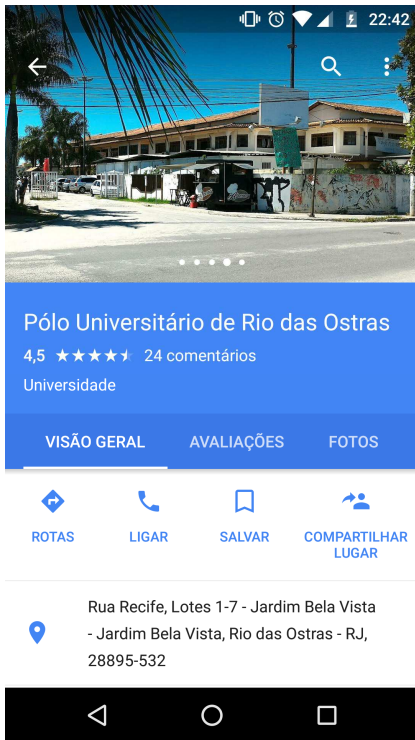 22:42
Pólo Universitário de Rio das Ostras
4,5 24 comentários
Universidade
VISÃO GERAL AVALIAÇÕES FOTOS
ROTAS LIGAR SALVAR COMPARTILHAR
LUGAR
Rua Recife, Lotes 1-7 - Jardim Bela Vista
- Jardim Bela Vista, Rio das Ostras - RJ,
28895-532